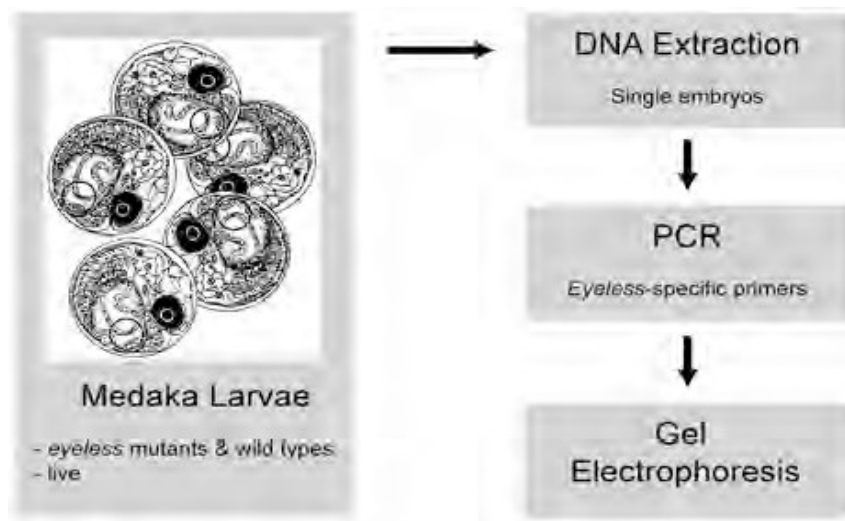 DNA Extraction
Single embryos
PCR
Eyeless-specific primers
Gel
Electrophoresis
Medaka Larvae
- eyeless mutants & wild types
- live